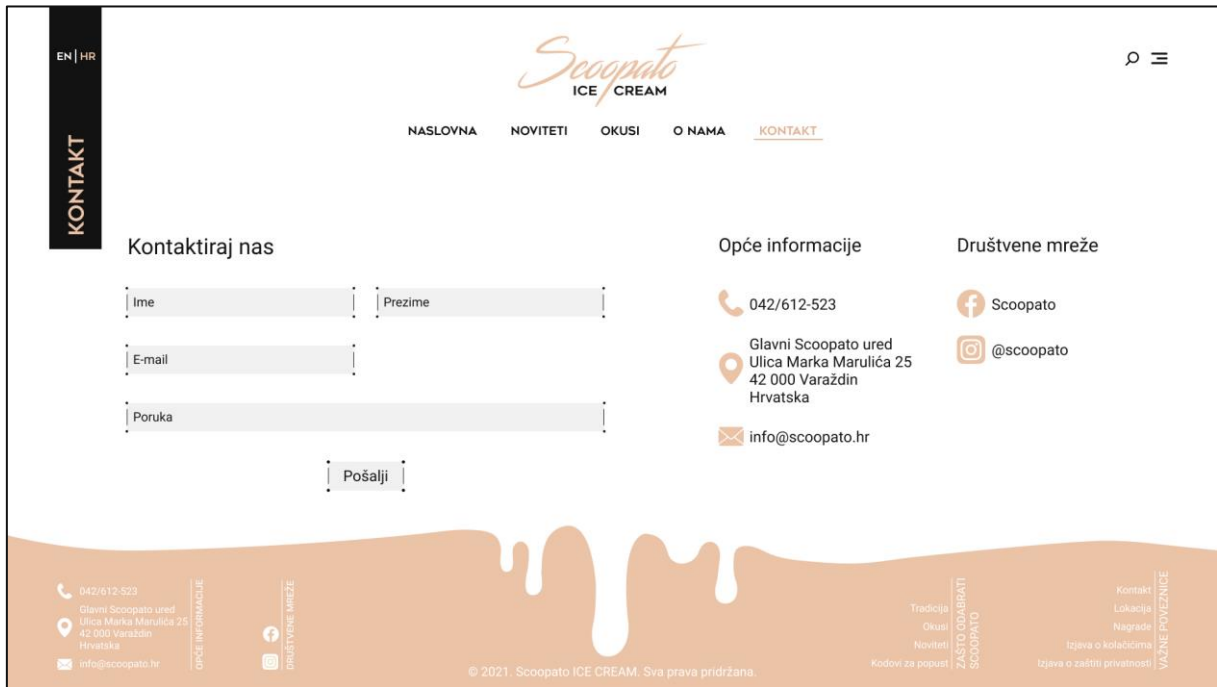 EN | HR
KONTAKT
Scoopato
ICE CREAM
NASLOVNA NOVITETI OKUSI O NAMA KONTAKT
Kontaktiraj nas
Ime
Prezime
E-mail
Poruka
Pošalji
Opće informacije
042/612-523
Glavni Scoopato ured
Ulica Marka Marulića 25
42 000 Varaždin
Hrvatska
info@scoopato.hr
Društvene mreže
Scoopato
@scoopato
042/612-523
Glavni Scoopato ured
Ulica Marka Marulića 25
42 000 Varaždin
Hrvatska
info@scoopato.hr
OPĆE INFORMACIJE
DRUŠTVENE MREŽE
© 2021. Scoopato ICE CREAM. Sva prava pridržana.
Tradicija
Okusi
Noviteti
Kodovi za popust
ZAŠTO ODABRATI
SCOOPATO
Kontakt
Lokacija
Nagrade
Izjava o kolačićima
Izjava o zaštiti privatnosti
VAŽNE POVEZNICE